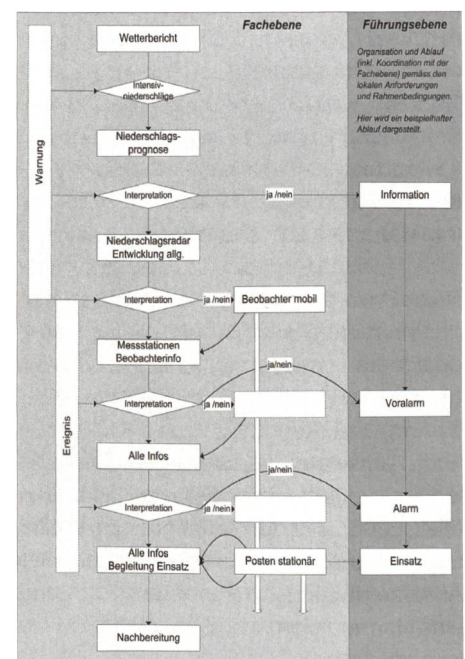 Fachebene
Führungsebene
Wetterbericht
Organisation und Ablauf
(inkl. Koordination mit der
Fachebene) gemäss den
lokalen Anforderungen
und Rahmenbedingungen.
Hier wird ein beispielhafter
Ablauf dargestellt.
Intensiv-
niederschläge
Niederschlags-
prognose
Warnung
Interpretation
ja /nein
Information
Niederschlagsradar
Entwicklung allg.
Interpretation
ja /nein
Beobachter mobil
Messstationen
Beobachterinfo
ja/nein
Interpretation
ja /nein
Voralarm
Ereignis
Alle Infos
ja/nein
Interpretation
ja /nein
Alarm
Alle Infos
Begleitung Einsatz
Posten stationär
Einsatz
Nachbereitung